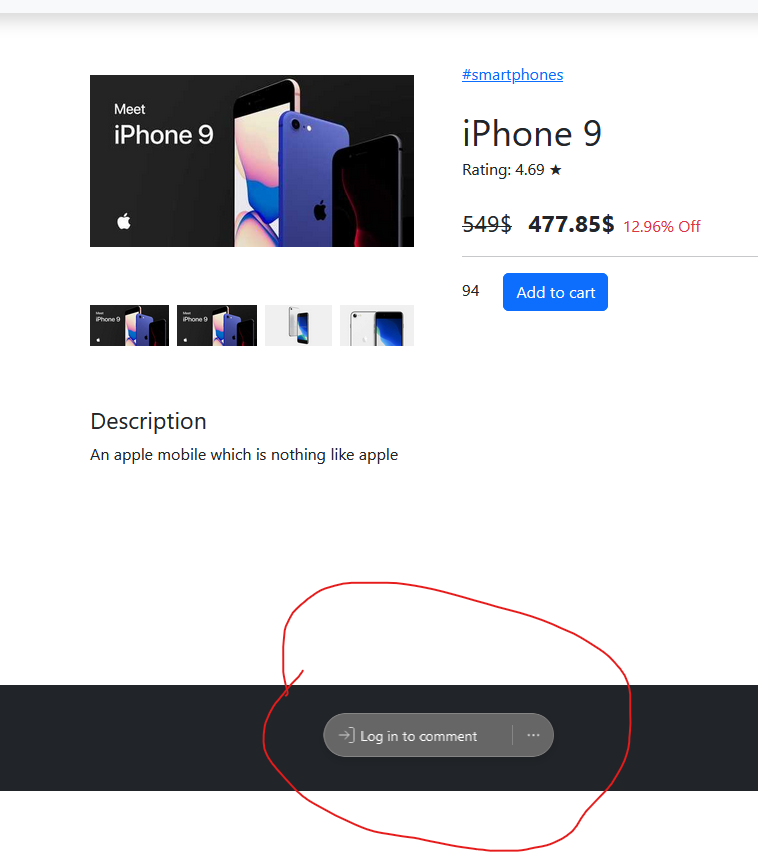 #smartphones
Meet
iPhone 9
iPhone 9
Rating: 4.69 ★
549$ 477.85$ 12.96% Off
94 Add to cart
Meet
iPhone 9
Meet
iPhone 9
Description
An apple mobile which is nothing like apple
Log in to comment